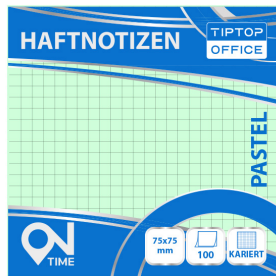 HAFTNOTIZEN
TIPTOP
OFFICE
PASTEL
ON
TIME
75x75
mm
100
KARIERT